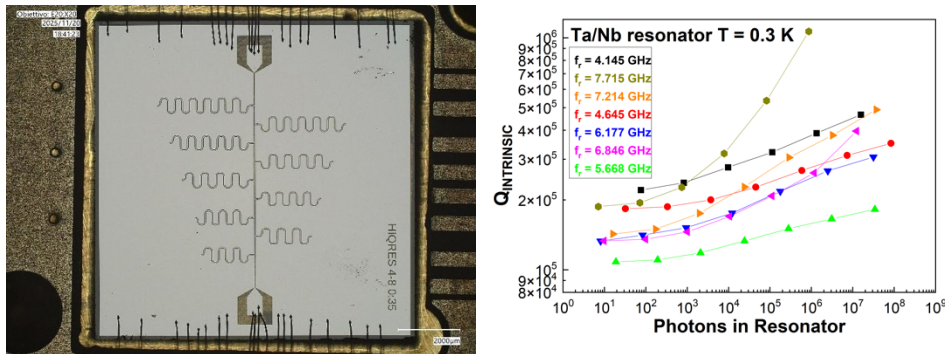 Obiettivo: E20:X20
2025/11/20
18:41:23
HIQRES 4-8 0:35
2000µm
Ta/Nb resonator T = 0.3 K
f_r = 4.145 GHz
f_r = 7.715 GHz
f_r = 7.214 GHz
f_r = 4.645 GHz
f_r = 6.177 GHz
f_r = 6.846 GHz
f_r = 5.668 GHz
Q_INTRINSIC
10^6
9×10^5
8×10^5
7×10^5
6×10^5
5×10^5
4×10^5
3×10^5
2×10^5
10^5
9×10^4
8×10^4
10^0 10^1 10^2 10^3 10^4 10^5 10^6 10^7 10^8 10^9
Photons in Resonator